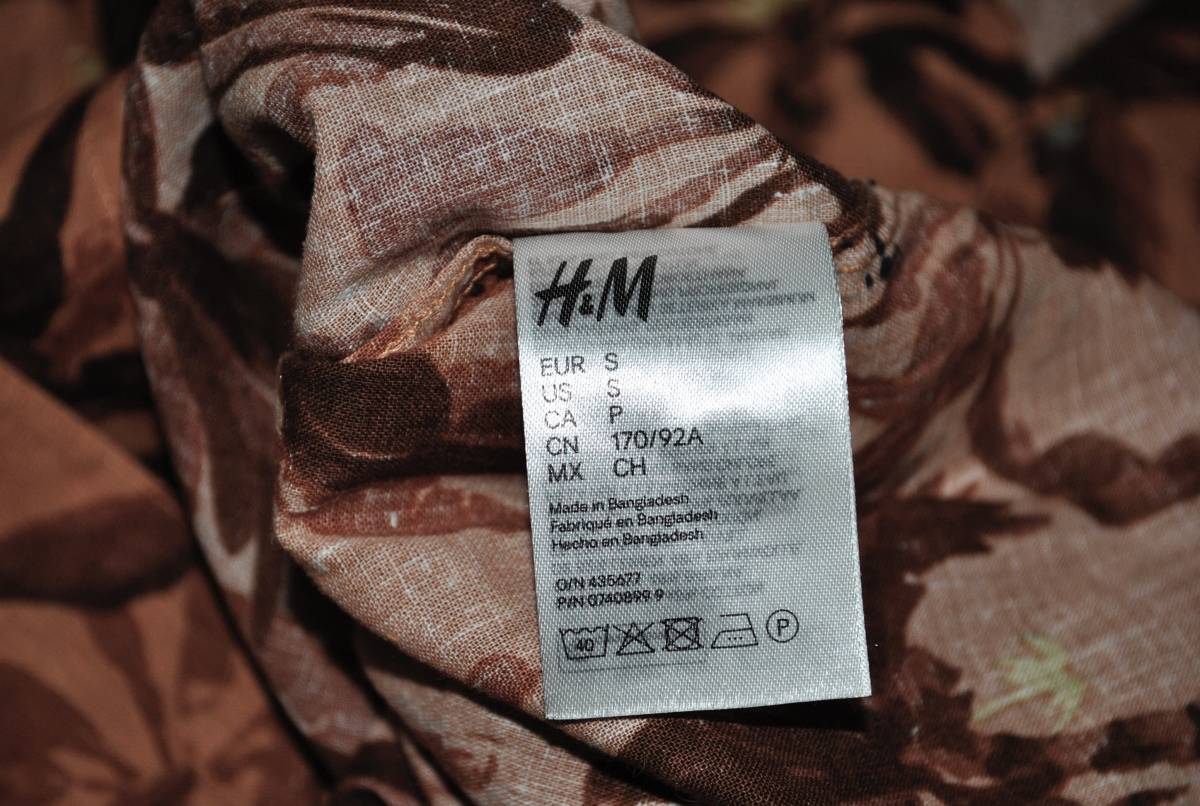 H&M
EUR S
US S
CA P
CN 170/92A
MX CH
Made in Bangladesh
Fabriqué en Bangladesh
Hecho en Bangladesh
O/N 435677
P/N 0740899 9
40
P